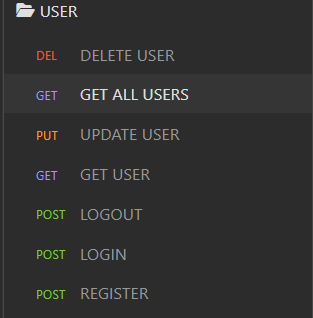 USER
DEL DELETE USER
GET GET ALL USERS
PUT UPDATE USER
GET GET USER
POST LOGOUT
POST LOGIN
POST REGISTER